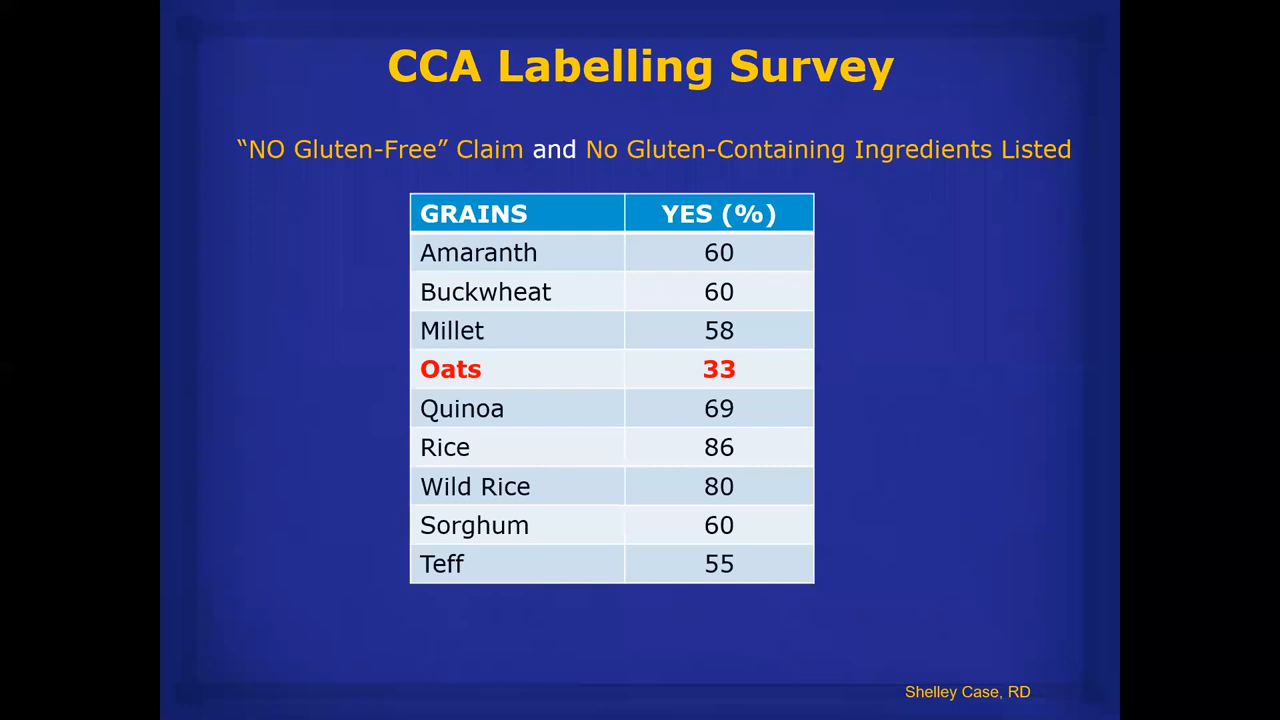 CCA Labelling Survey
“NO Gluten-Free” Claim and No Gluten-Containing Ingredients Listed
GRAINS YES (%)
Amaranth 60
Buckwheat 60
Millet 58
Oats 33
Quinoa 69
Rice 86
Wild Rice 80
Sorghum 60
Teff 55
Shelley Case, RD